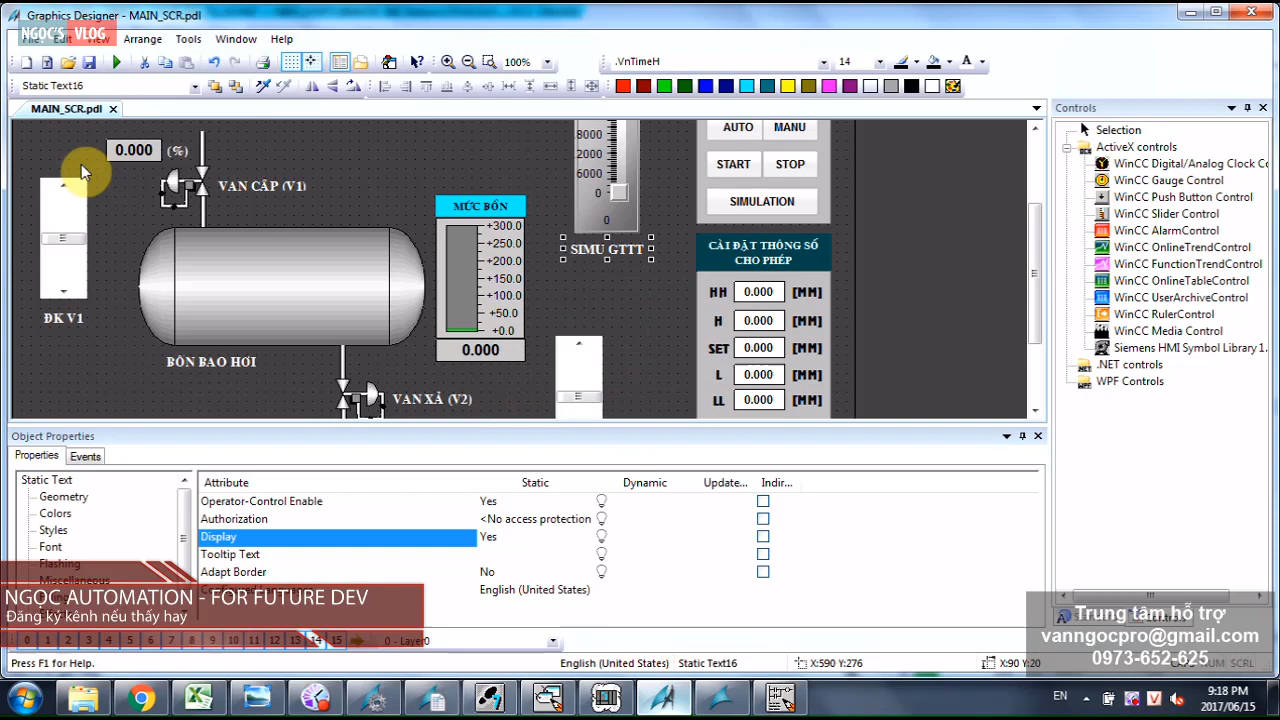 Graphics Designer - MAIN_SCR.pdl
NGOC'S VLOG
Arrange Tools Window Help
100%
.VnTimeH 14
Static Text16
MAIN_SCR.pdl
0.000 (%)
VAN CẤP (V1)
ĐK V1
BỒN BAO HƠI
VAN XẢ (V2)
MỨC BỒN
+300.0
+250.0
+200.0
+150.0
+100.0
+50.0
+0.0
0.000
8000
6000
4000
2000
0
0
SIMU GTTT
AUTO MANU
START STOP
SIMULATION
CÀI ĐẶT THÔNG SỐ
CHO PHÉP
HH 0.000 [MM]
H 0.000 [MM]
SET 0.000 [MM]
L 0.000 [MM]
LL 0.000 [MM]
Controls
Selection
ActiveX controls
WinCC Digital/Analog Clock Co
WinCC Gauge Control
WinCC Push Button Control
WinCC Slider Control
WinCC AlarmControl
WinCC OnlineTrendControl
WinCC FunctionTrendControl
WinCC OnlineTableControl
WinCC UserArchiveControl
WinCC RulerControl
WinCC Media Control
Siemens HMI Symbol Library 1.
.NET controls
WPF Controls
Object Properties
Properties Events
Static Text
Geometry
Colors
Styles
Font
Flashing
Miscellaneous
Attribute Static Dynamic Update... Indir...
Operator-Control Enable Yes
Authorization <No access protection
Display Yes
Tooltip Text
Adapt Border No
English (United States)
NGOC AUTOMATION - FOR FUTURE DEV
Đăng ký kênh nếu thấy hay
0 1 2 3 4 5 6 7 8 9 10 11 12 13 14 15 0 - Layer0
Trung tâm hỗ trợ
vanngocpro@gmail.com
0973-652-625
Press F1 for Help. English (United States) Static Text16 X:590 Y:276 X:90 Y:20
EN
9:18 PM
2017/06/15